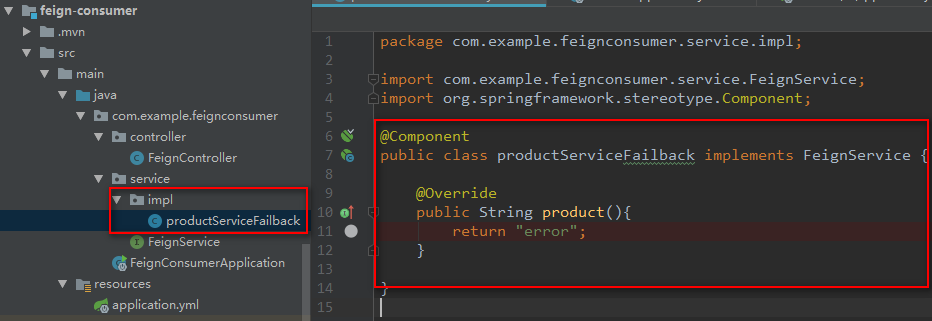 feign-consumer
.mvn
src
main
java
com.example.feignconsumer
controller
FeignController
service
impl
productServiceFailback
FeignService
FeignConsumerApplication
resources
application.yml
1 package com.example.feignconsumer.service.impl;
2
3 import com.example.feignconsumer.service.FeignService;
4 import org.springframework.stereotype.Component;
5
6 @Component
7 public class productServiceFailback implements FeignService {
8
9 @Override
10 public String product(){
11 return "error";
12 }
13
14 }
15